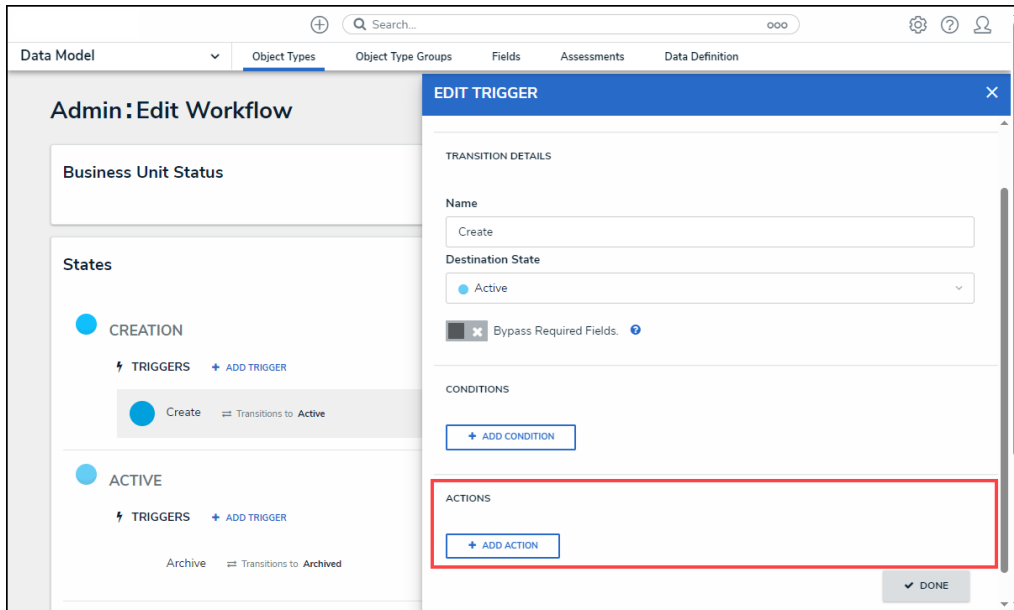 Search...
ooo
Data Model
Object Types
Object Type Groups
Fields
Assessments
Data Definition
Admin:Edit Workflow
Business Unit Status
States
CREATION
TRIGGERS
+ ADD TRIGGER
Create
Transitions to Active
ACTIVE
TRIGGERS
+ ADD TRIGGER
Archive
Transitions to Archived
EDIT TRIGGER
TRANSITION DETAILS
Name
Create
Destination State
Active
Bypass Required Fields.
CONDITIONS
+ ADD CONDITION
ACTIONS
+ ADD ACTION
DONE